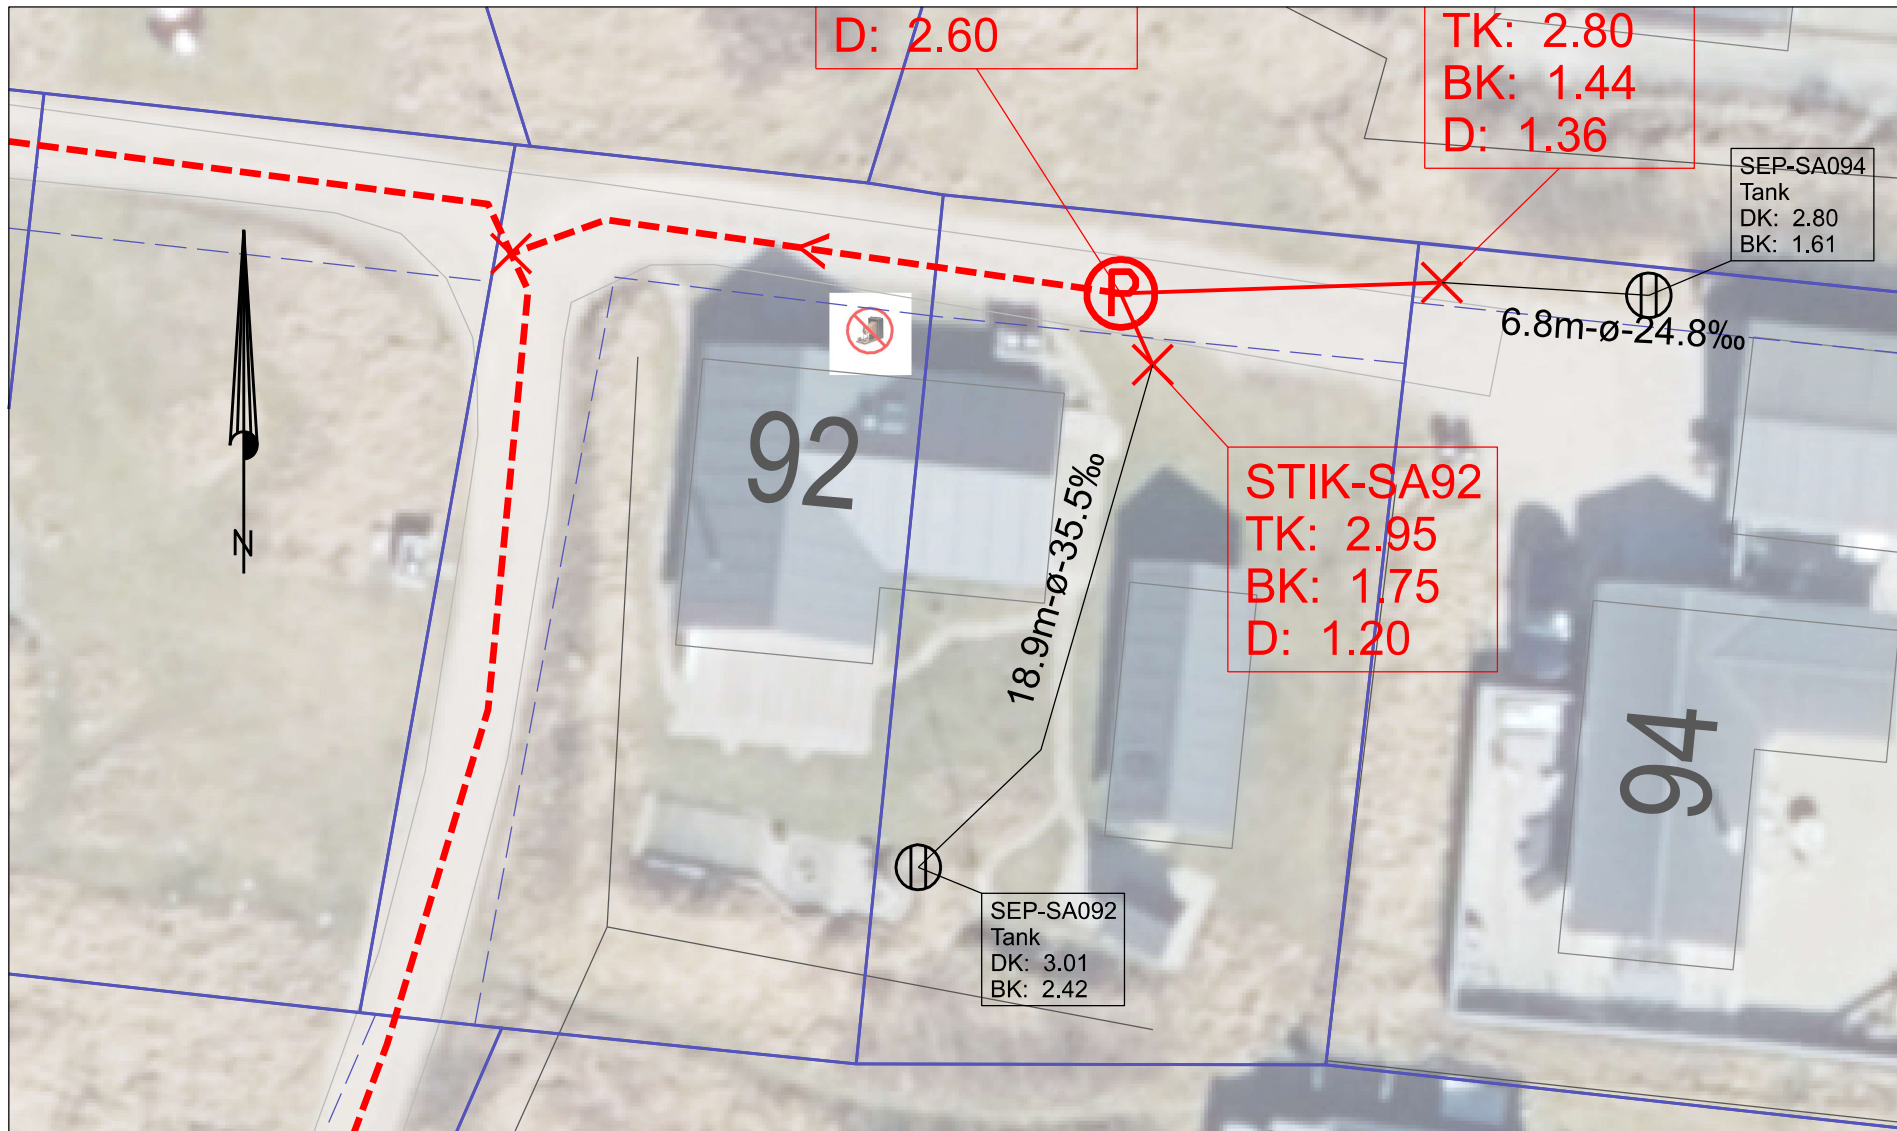 D: 2.60
TK: 2.80
BK: 1.44
D: 1.36
SEP-SA094
Tank
DK: 2.80
BK: 1.61
P
6.8m-ø-24.8‰
92
18.9m-ø-35.5‰
STIK-SA92
TK: 2.95
BK: 1.75
D: 1.20
N
94
SEP-SA092
Tank
DK: 3.01
BK: 2.42